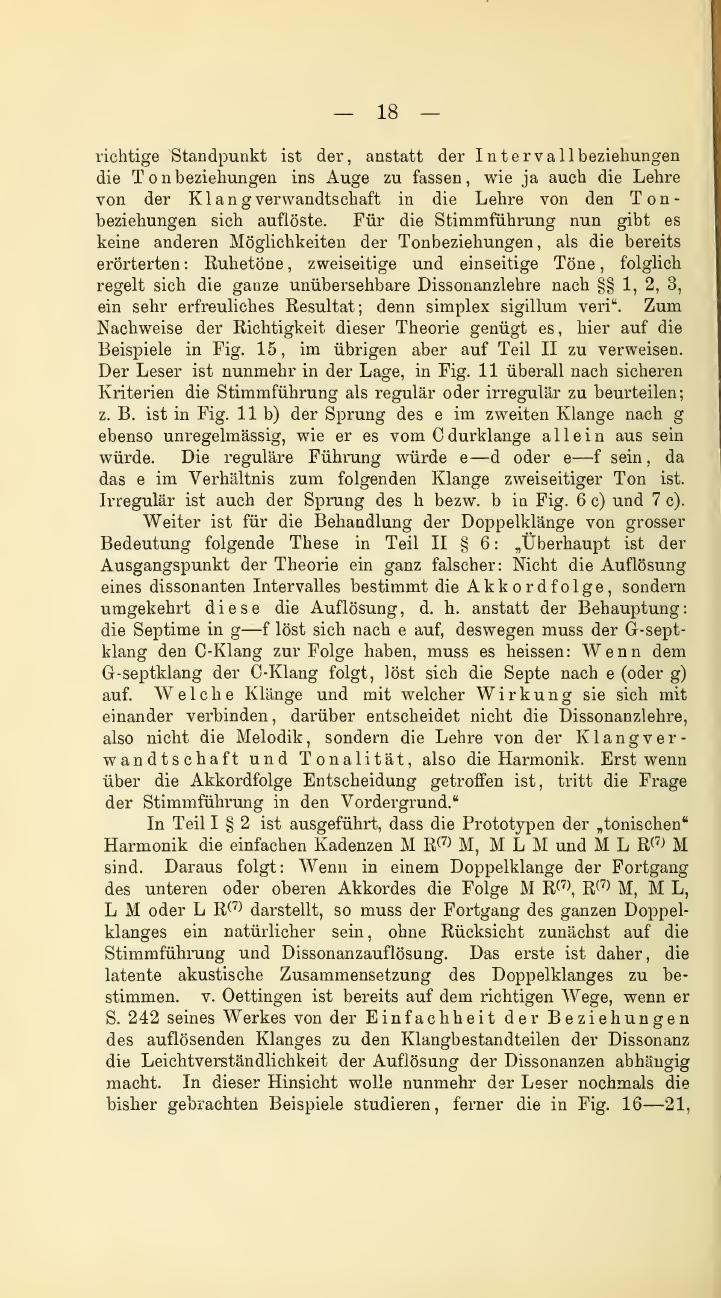 — 18 —
richtige Standpunkt ist der, anstatt der Intervallbeziehungen
die Tonbeziehungen ins Auge zu fassen, wie ja auch die Lehre
von der Klangverwandtschaft in die Lehre von den Ton-
beziehungen sich auflöste. Für die Stimmführung nun gibt es
keine anderen Möglichkeiten der Tonbeziehungen, als die bereits
erörterten: Ruhetöne, zweiseitige und einseitige Töne, folglich
regelt sich die ganze unübersehbare Dissonanzlehre nach §§ 1, 2, 3,
ein sehr erfreuliches Resultat; denn simplex sigillum veri“. Zum
Nachweise der Richtigkeit dieser Theorie genügt es, hier auf die
Beispiele in Fig. 15, im übrigen aber auf Teil II zu verweisen.
Der Leser ist nunmehr in der Lage, in Fig. 11 überall nach sicheren
Kriterien die Stimmführung als regulär oder irregulär zu beurteilen;
z. B. ist in Fig. 11 b) der Sprung des e im zweiten Klange nach g
ebenso unregelmässig, wie er es vom C durklange allein aus sein
würde. Die reguläre Führung würde e—d oder e—f sein, da
das e im Verhältnis zum folgenden Klange zweiseitiger Ton ist.
Irregulär ist auch der Sprung des h bezw. b in Fig. 6 c) und 7 c).
Weiter ist für die Behandlung der Doppelklänge von grosser
Bedeutung folgende These in Teil II § 6: „Überhaupt ist der
Ausgangspunkt der Theorie ein ganz falscher: Nicht die Auflösung
eines dissonanten Intervalles bestimmt die Akkordfolge, sondern
umgekehrt diese die Auflösung, d. h. anstatt der Behauptung:
die Septime in g—f löst sich nach e auf, deswegen muss der G-sept-
klang den C-Klang zur Folge haben, muss es heissen: Wenn dem
G-septklang der C-Klang folgt, löst sich die Septe nach e (oder g)
auf. Welche Klänge und mit welcher Wirkung sie sich mit
einander verbinden, darüber entscheidet nicht die Dissonanzlehre,
also nicht die Melodik, sondern die Lehre von der Klangver-
wandtschaft und Tonalität, also die Harmonik. Erst wenn
über die Akkordfolge Entscheidung getroffen ist, tritt die Frage
der Stimmführung in den Vordergrund.“
In Teil I § 2 ist ausgeführt, dass die Prototypen der „tonischen“
Harmonik die einfachen Kadenzen M R⁽⁷⁾ M, M L M und M L R⁽⁷⁾ M
sind. Daraus folgt: Wenn in einem Doppelklange der Fortgang
des unteren oder oberen Akkordes die Folge M R⁽⁷⁾, R⁽⁷⁾ M, M L,
L M oder L R⁽⁷⁾ darstellt, so muss der Fortgang des ganzen Doppel-
klanges ein natürlicher sein, ohne Rücksicht zunächst auf die
Stimmführung und Dissonanzauflösung. Das erste ist daher, die
latente akustische Zusammensetzung des Doppelklanges zu be-
stimmen. v. Oettingen ist bereits auf dem richtigen Wege, wenn er
S. 242 seines Werkes von der Einfachheit der Beziehungen
des auflösenden Klanges zu den Klangbestandteilen der Dissonanz
die Leichtverständlichkeit der Auflösung der Dissonanzen abhängig
macht. In dieser Hinsicht wolle nunmehr der Leser nochmals die
bisher gebrachten Beispiele studieren, ferner die in Fig. 16—21,